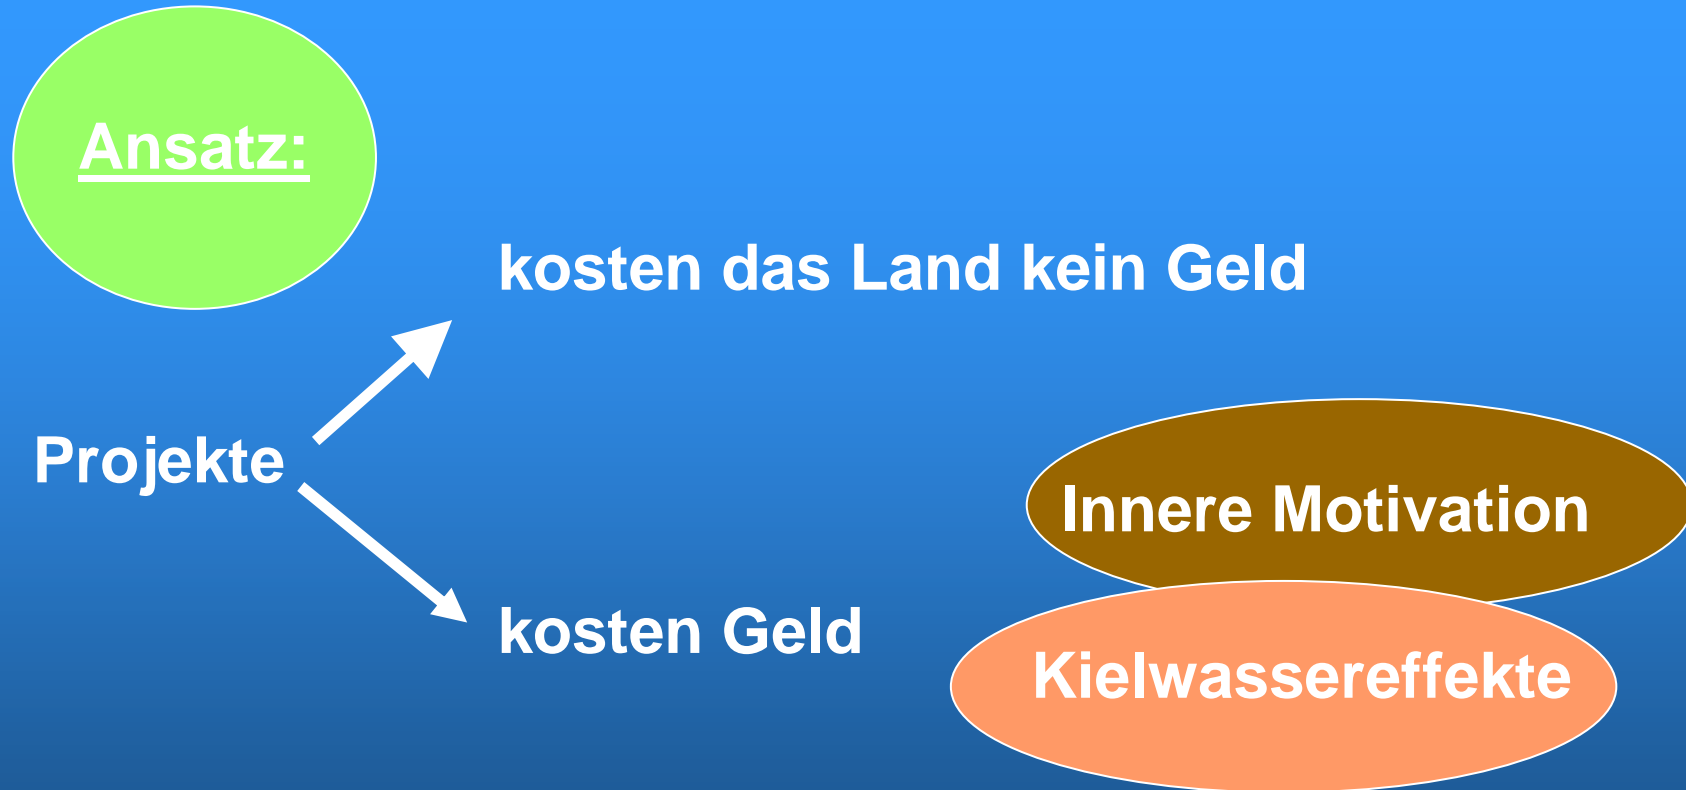 Ansatz:
kosten das Land kein Geld
Projekte
Innere Motivation
kosten Geld
Kielwassereffekte